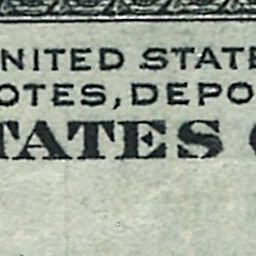 NITED STATE
OTES, DEPO
TATES